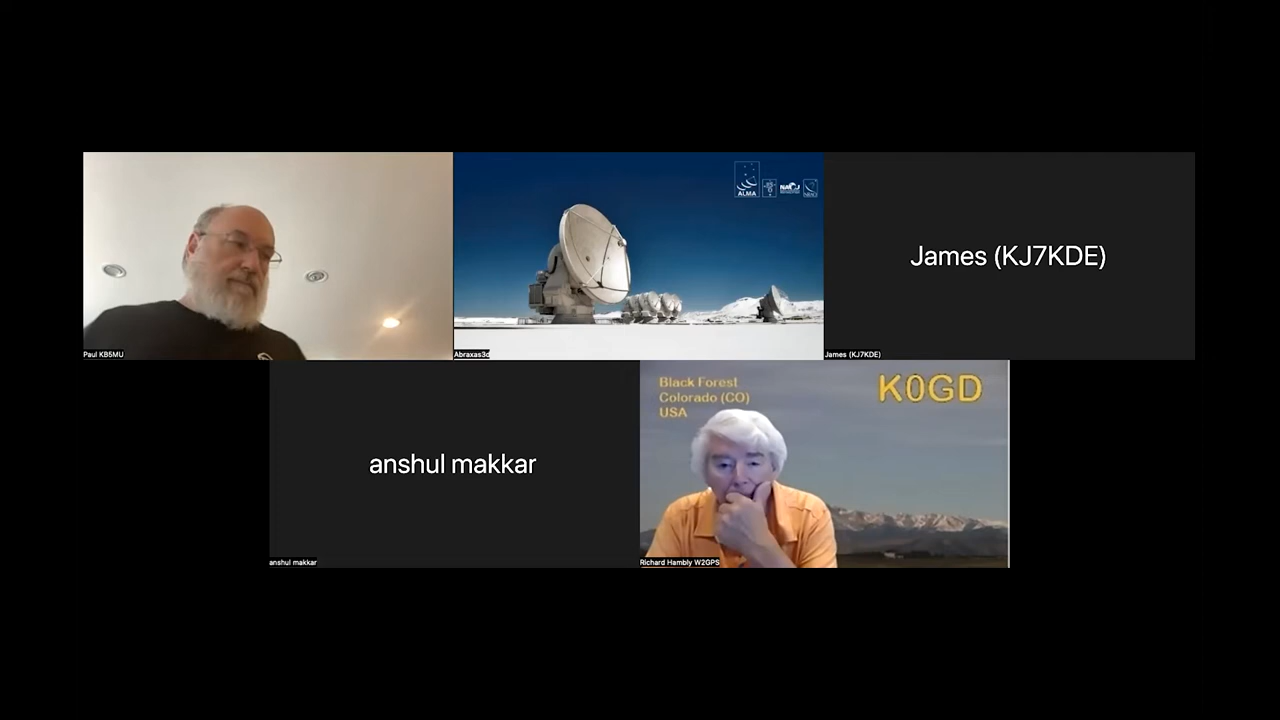 ALMA
Paul KB5MU
Abraxas3d
James (KJ7KDE)
James (KJ7KDE)
anshul makkar
anshul makkar
Black Forest
Colorado (CO)
USA
K0GD
Richard Hambly W2GPS